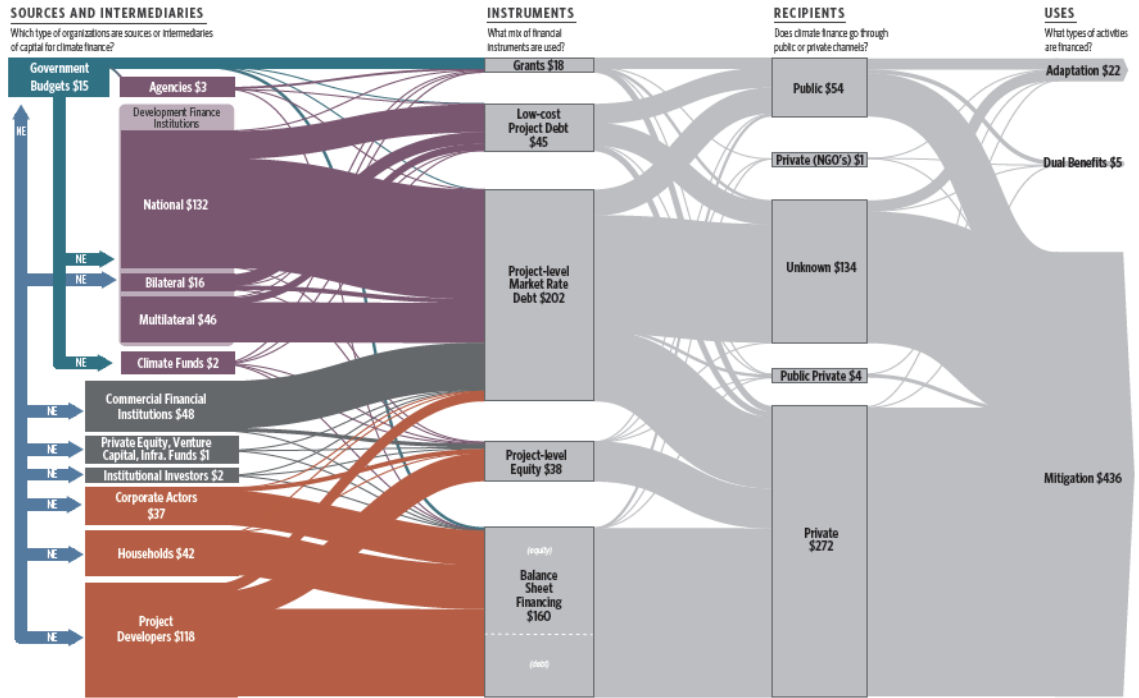 SOURCES AND INTERMEDIARIES
Which type of organizations are sources or intermediaries
of capital for climate finance?
INSTRUMENTS
What mix of financial
instruments are used?
RECIPIENTS
Does climate finance go through
public or private channels?
USES
What types of activities
are financed?
Government
Budgets $15
Agencies $3
Development Finance
Institutions
National $132
NE
NE
NE
Bilateral $16
Multilateral $46
NE
Climate Funds $2
NE
Commercial Financial
Institutions $48
NE
Private Equity, Venture
Capital, Infra. Funds $1
NE
Institutional Investors $2
NE
Corporate Actors
$37
NE
Households $42
NE
Project
Developers $118
Grants $18
Low-cost
Project Debt
$45
Project-level
Market Rate
Debt $202
Project-level
Equity $38
(equity)
Balance
Sheet
Financing
$160
(debt)
Public $54
Private (NGO's) $1
Unknown $134
Public Private $4
Private
$272
Adaptation $22
Dual Benefits $5
Mitigation $436